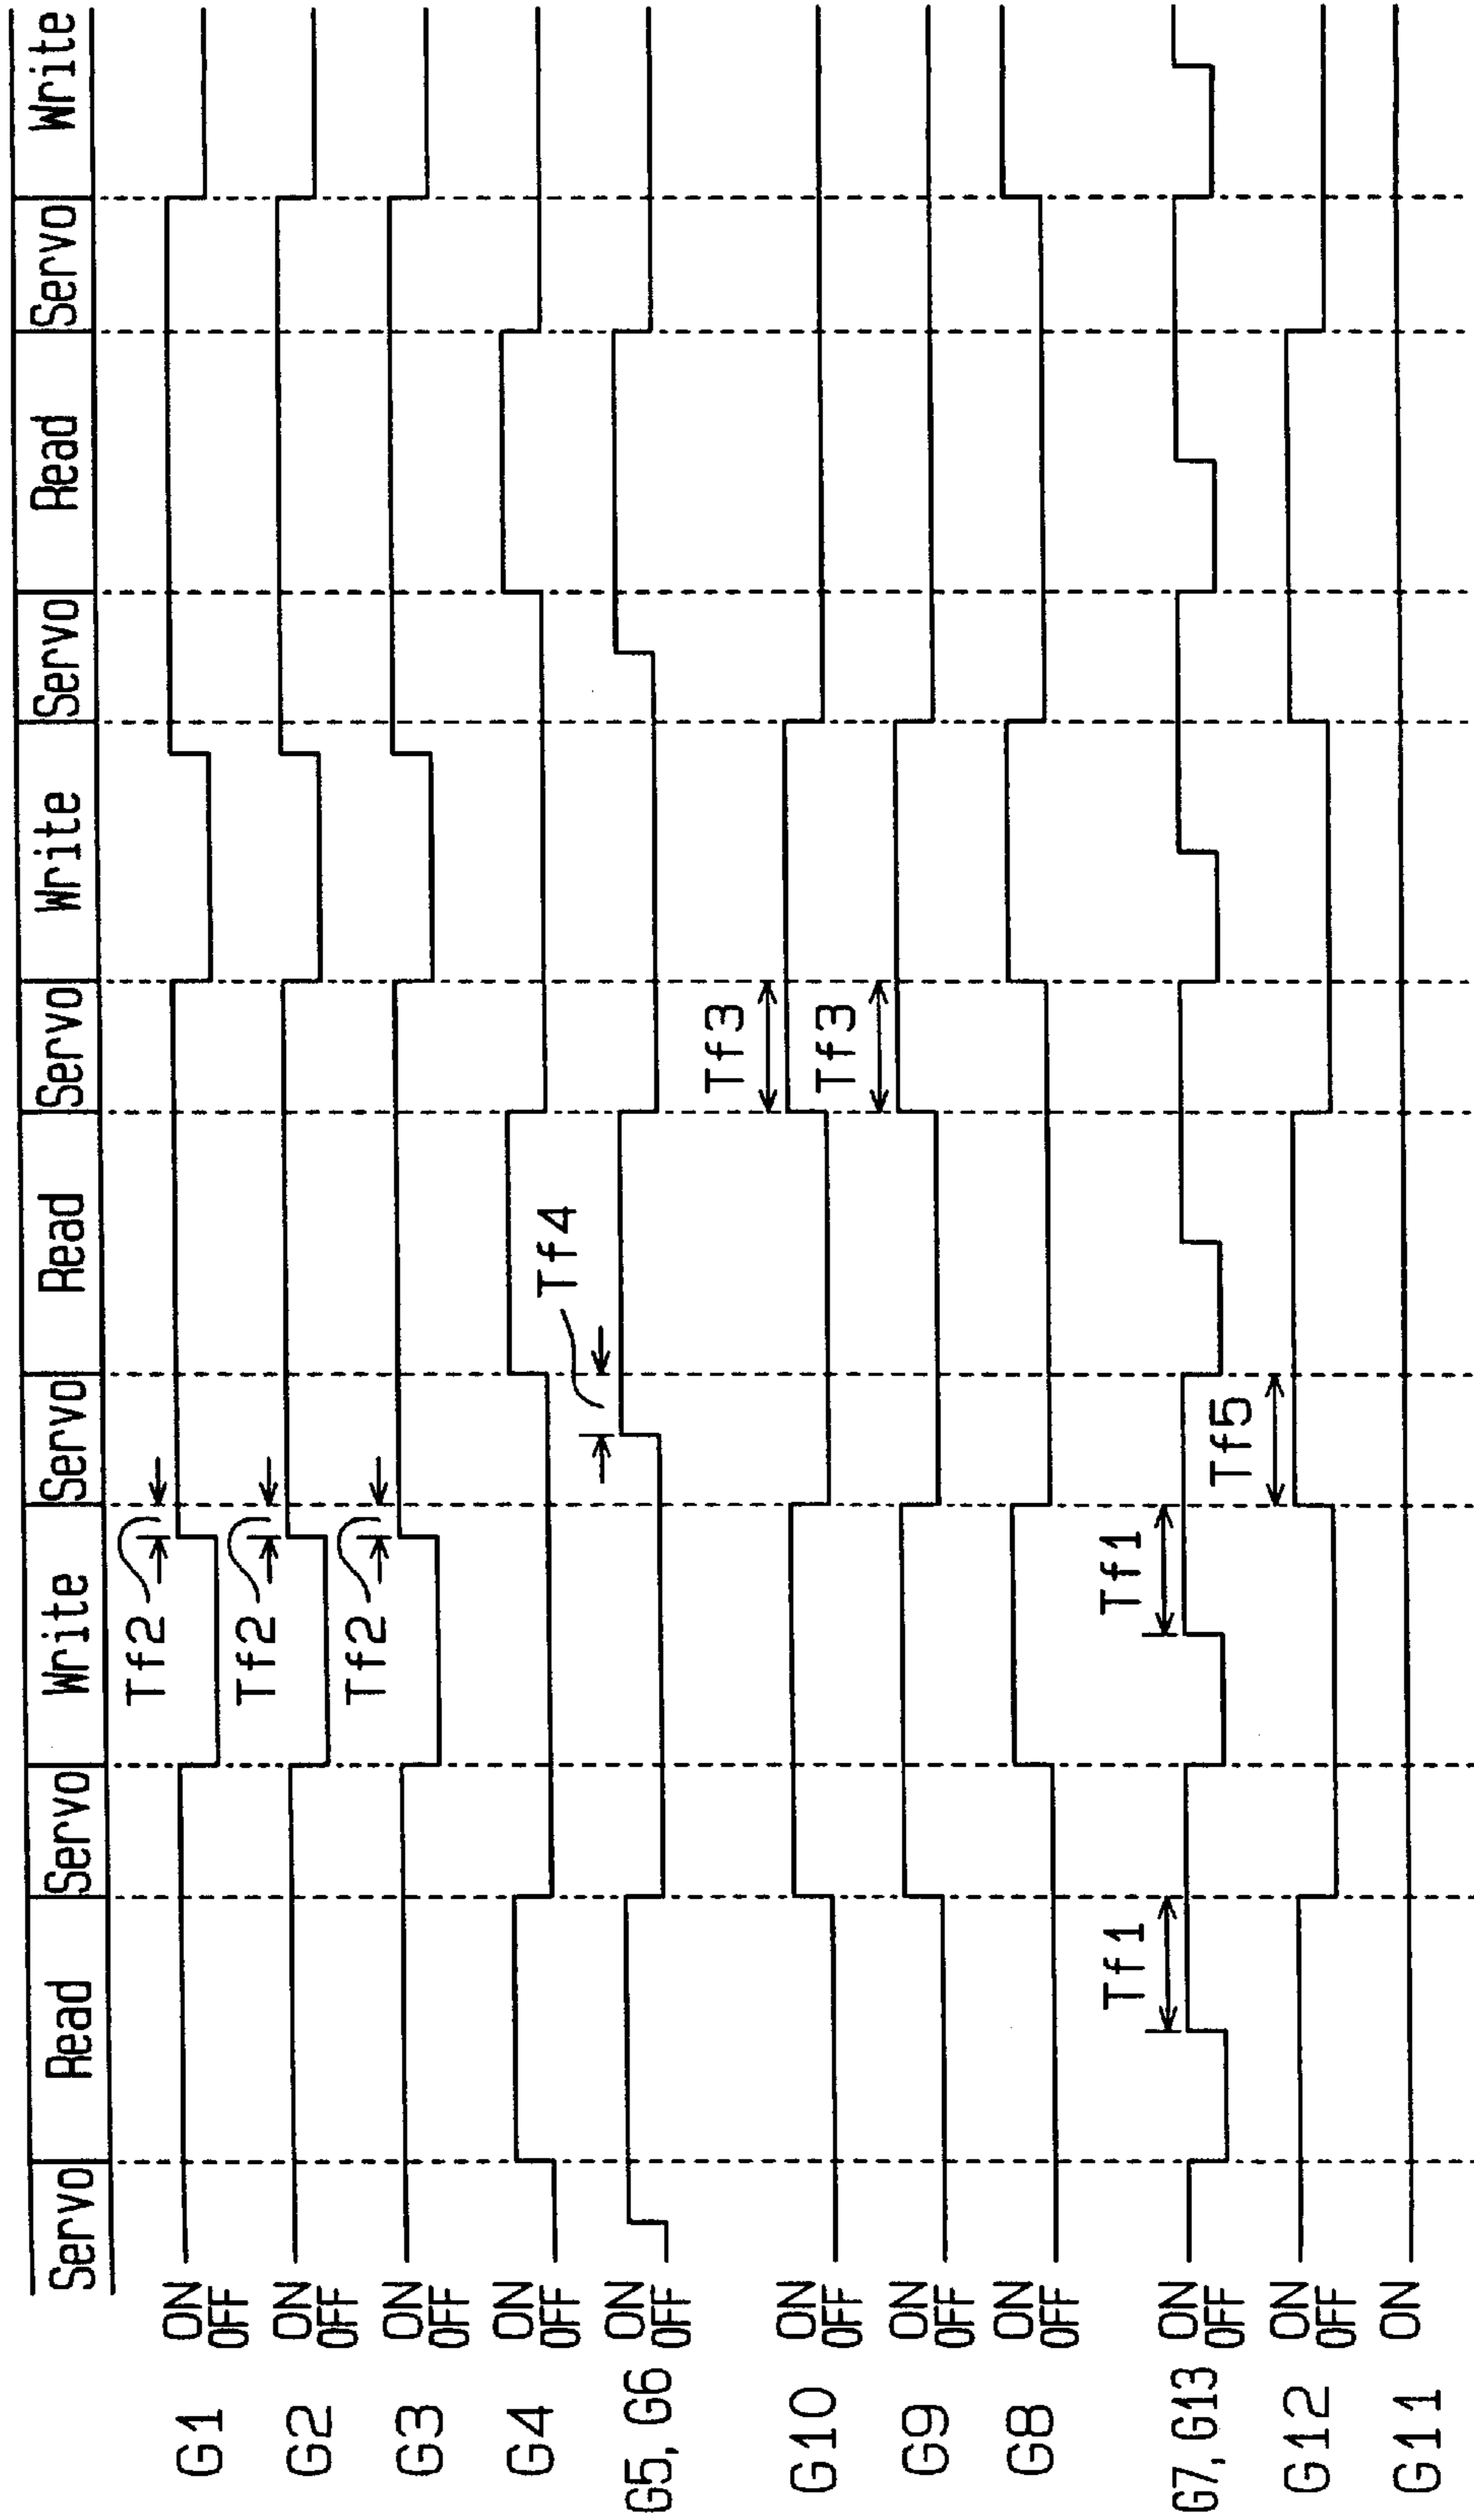 Servo Read Servo Write Servo Read Servo Write Servo Read Servo Write
G1 ON OFF Tf2
G2 ON OFF Tf2
G3 ON OFF Tf2
G4 ON OFF
Tf4
G5, G6 ON OFF
Tf3
G10 ON OFF
Tf3
G9 ON OFF
G8 ON OFF
Tf1 Tf1
G7, G13 ON OFF
Tf5
G12 ON OFF
G11 ON